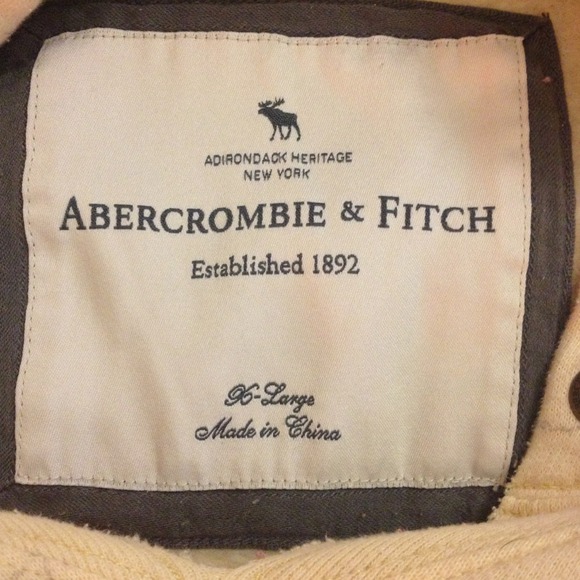 ADIRONDACK HERITAGE
NEW YORK
ABERCROMBIE & FITCH
Established 1892
X-Large
Made in China